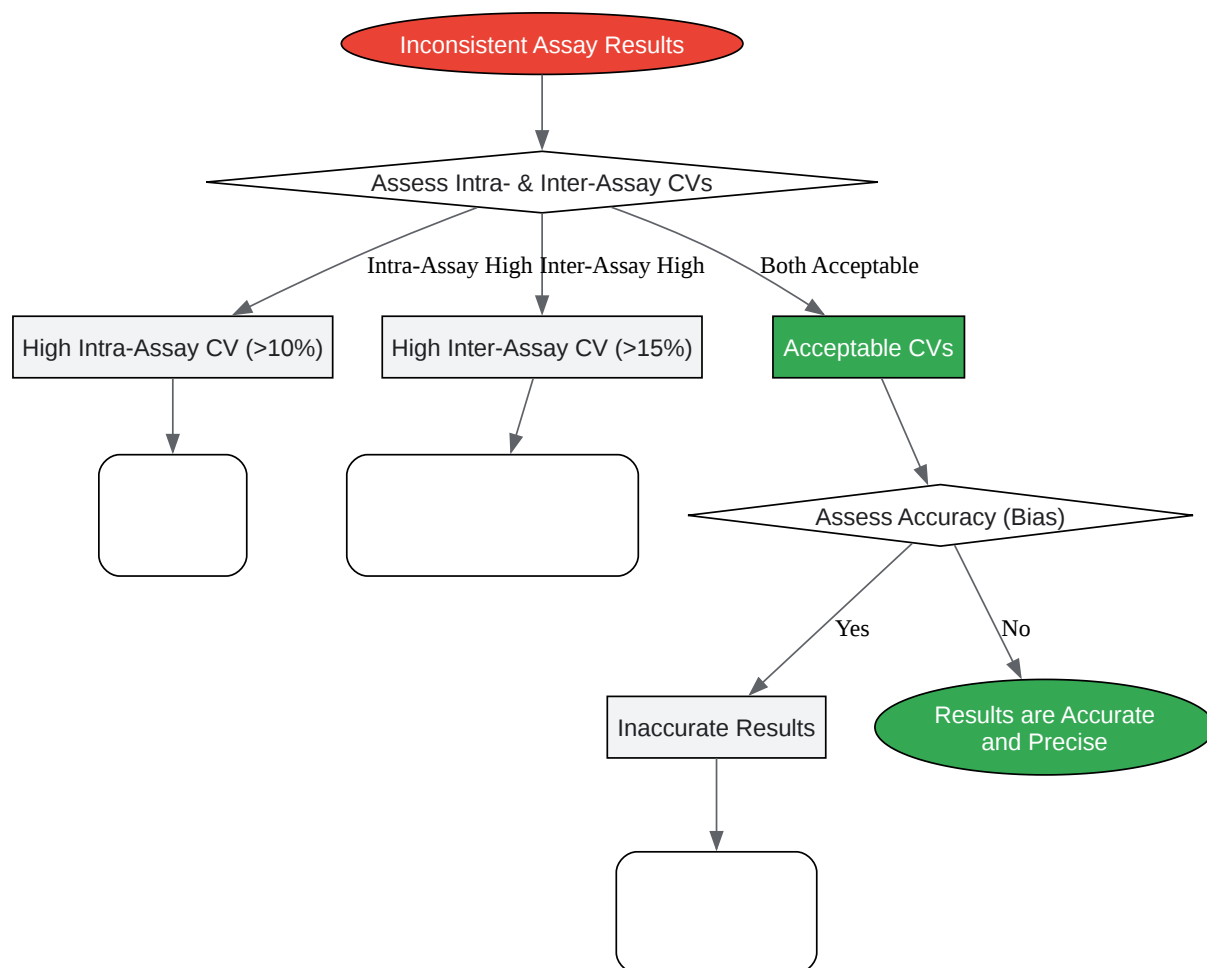 Inconsistent Assay Results
Assess Intra- & Inter-Assay CVs
Intra-Assay High
Inter-Assay High
Both Acceptable
High Intra-Assay CV (>10%)
High Inter-Assay CV (>15%)
Acceptable CVs
Assess Accuracy (Bias)
Yes
No
Inaccurate Results
Results are Accurate
and Precise